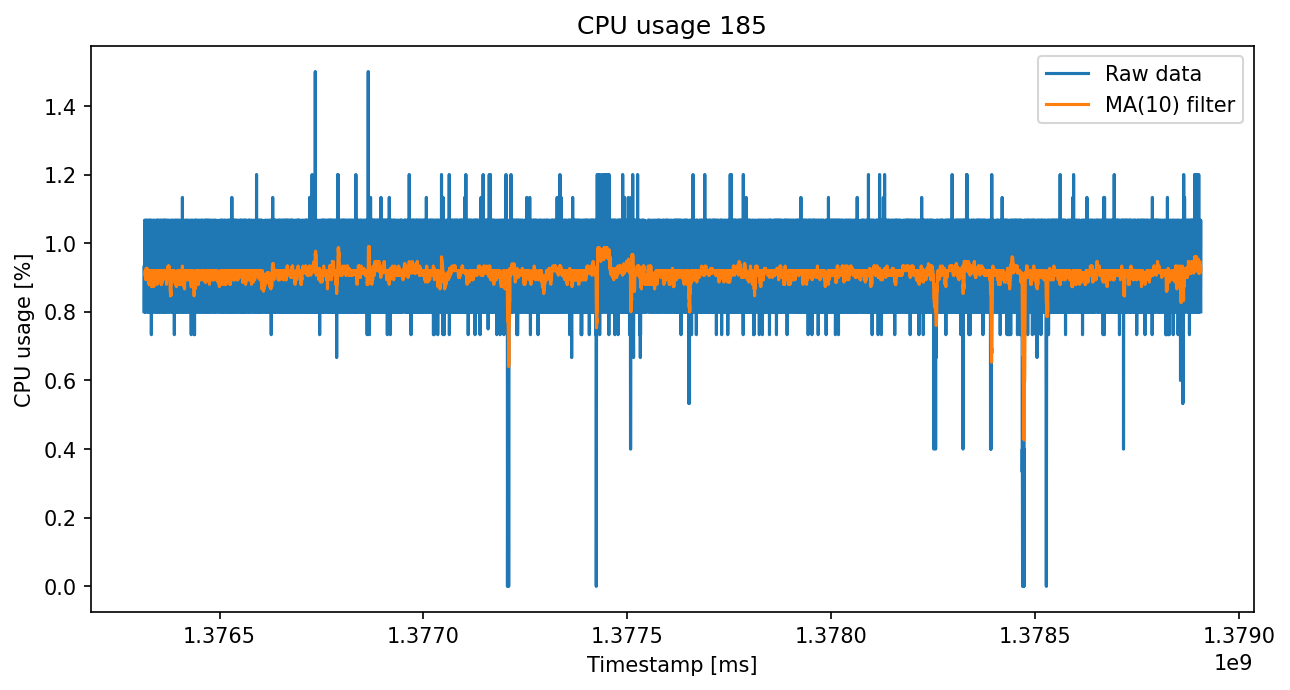 CPU usage 185
Raw data
MA(10) filter
CPU usage [%]
1.4
1.2
1.0
0.8
0.6
0.4
0.2
0.0
1.3765 1.3770 1.3775 1.3780 1.3785 1.3790
1e9
Timestamp [ms]